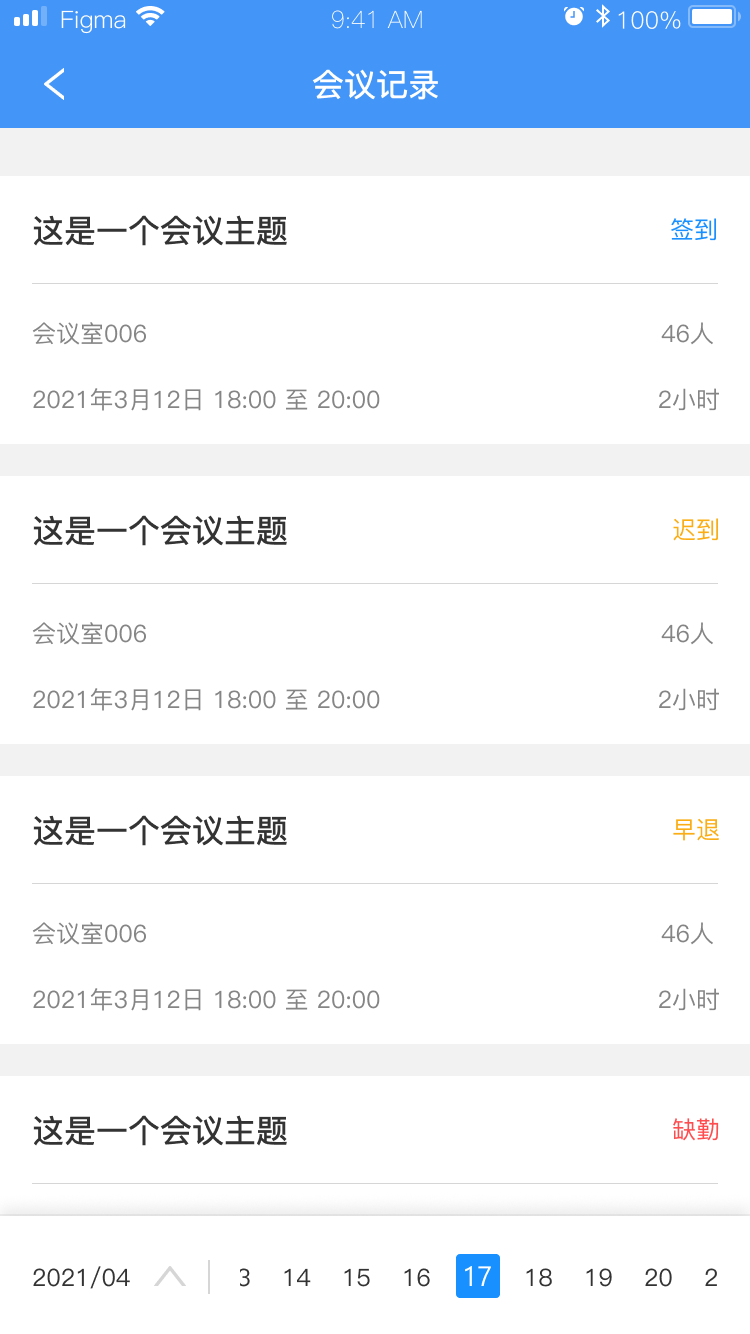 Figma 9:41 AM 100%
会议记录
这是一个会议主题 签到
会议室006 46人
2021年3月12日 18:00 至 20:00 2小时
这是一个会议主题 迟到
会议室006 46人
2021年3月12日 18:00 至 20:00 2小时
这是一个会议主题 早退
会议室006 46人
2021年3月12日 18:00 至 20:00 2小时
这是一个会议主题 缺勤
2021/04 3 14 15 16 17 18 19 20 2